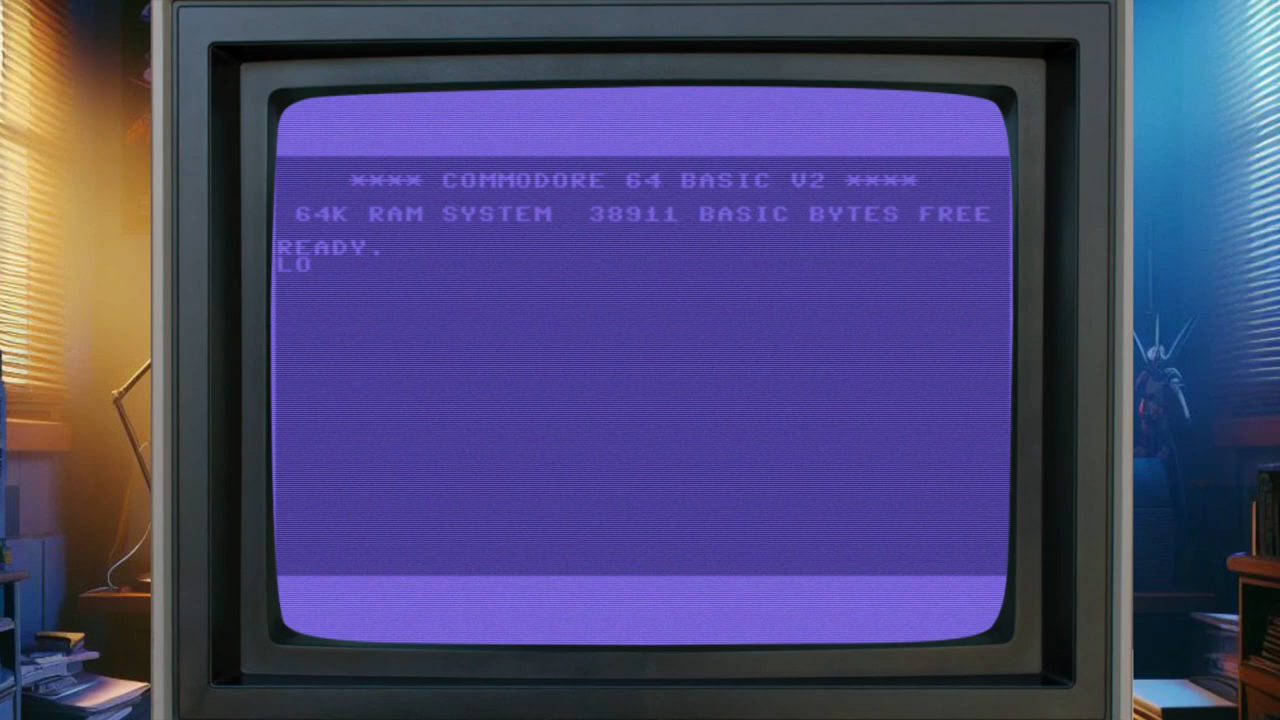 **** COMMODORE 64 BASIC V2 ****
64K RAM SYSTEM  38911 BASIC BYTES FREE
READY.
LO